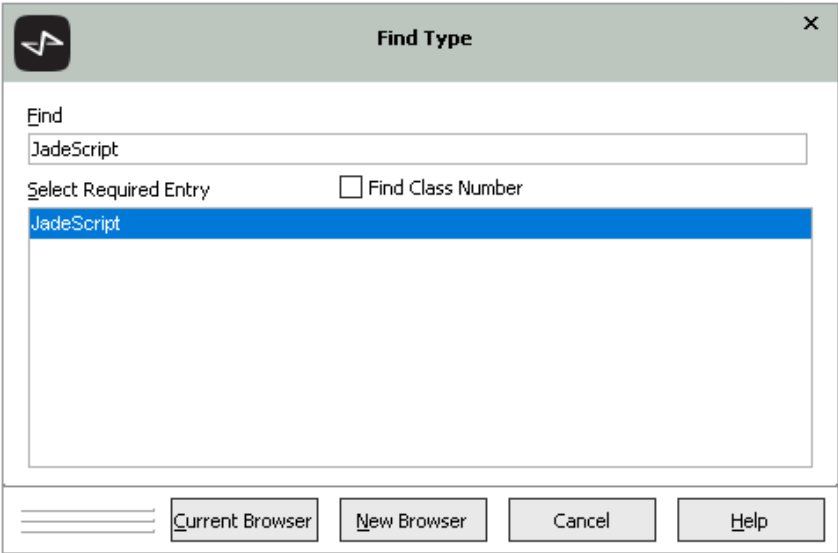 Find Type
Find
JadeScript
Select Required Entry Find Class Number
JadeScript
Current Browser New Browser Cancel Help